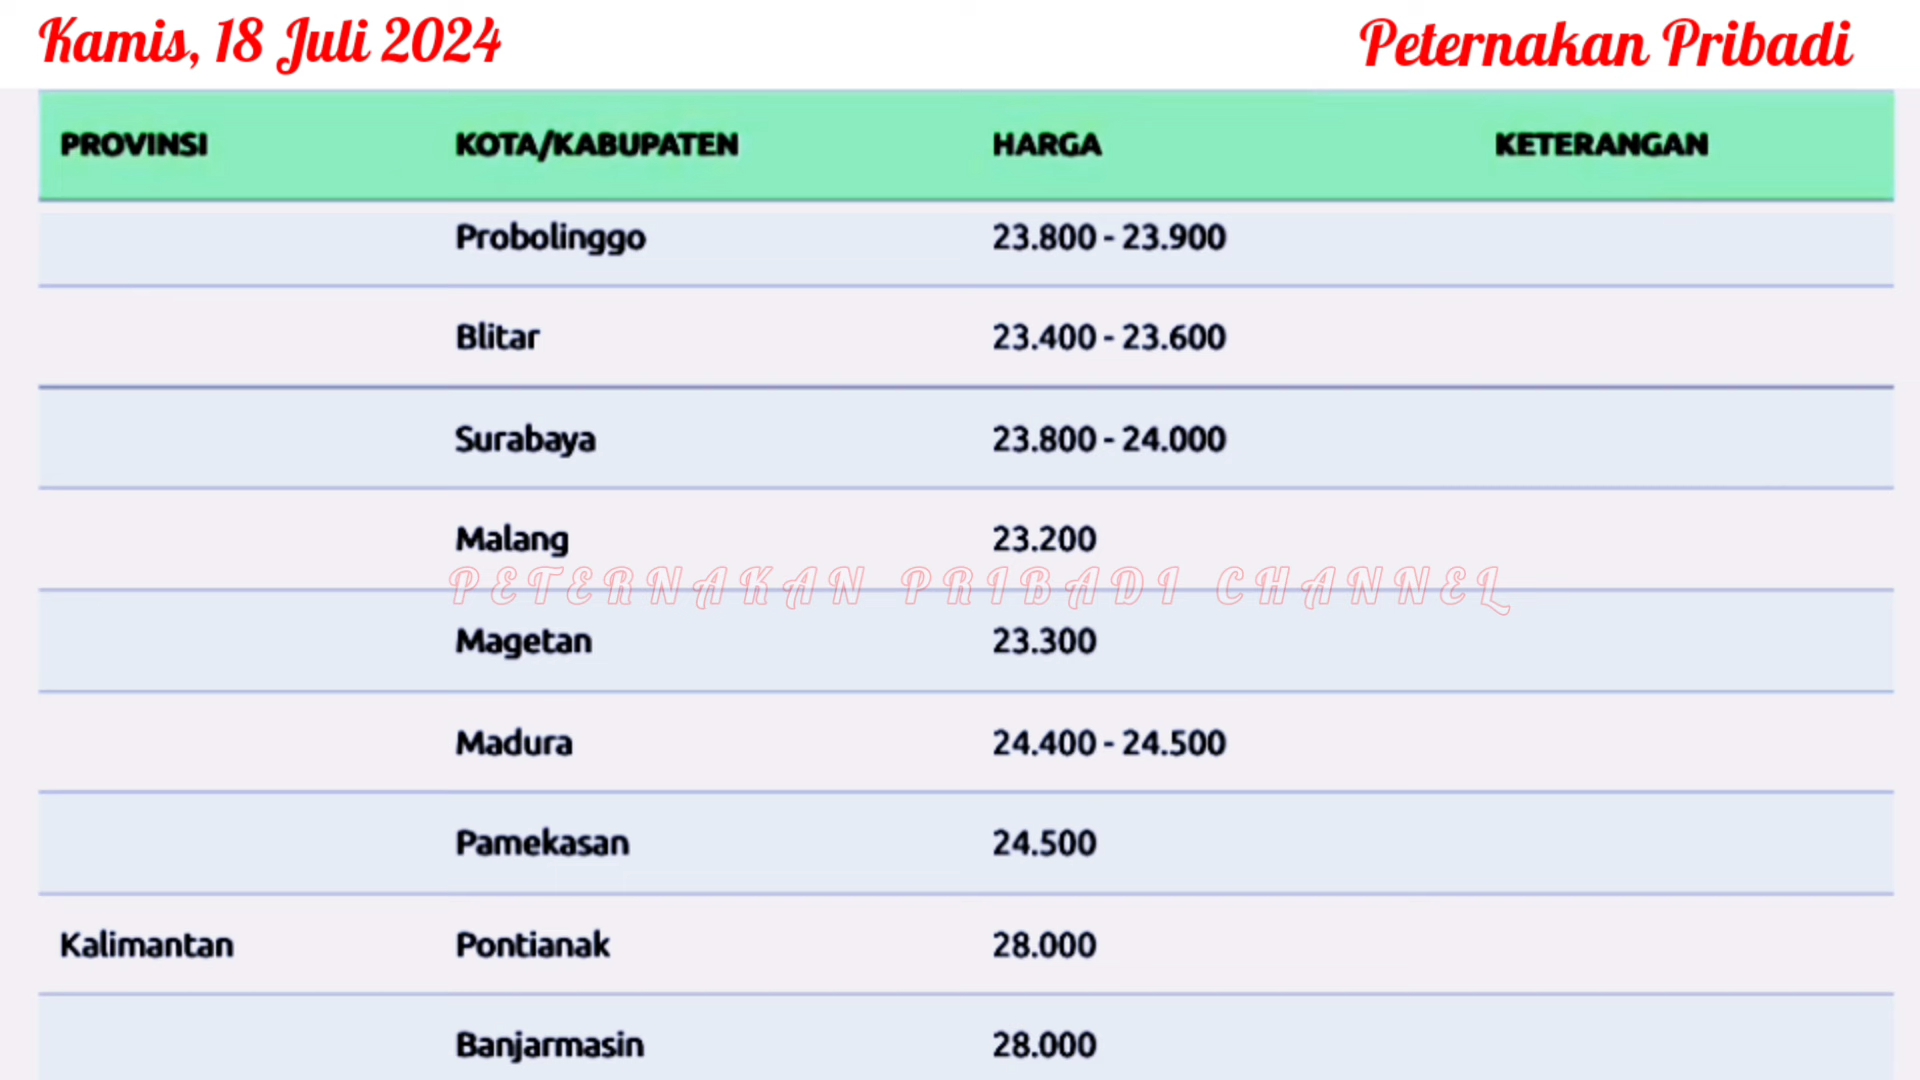 Kamis, 18 Juli 2024 Peternakan Pribadi
PROVINSI KOTA/KABUPATEN HARGA KETERANGAN
Probolinggo 23.800 - 23.900
Blitar 23.400 - 23.600
Surabaya 23.800 - 24.000
Malang 23.200
PETERNAKAN PRIBADI CHANNEL
Magetan 23.300
Madura 24.400 - 24.500
Pamekasan 24.500
Kalimantan Pontianak 28.000
Banjarmasin 28.000